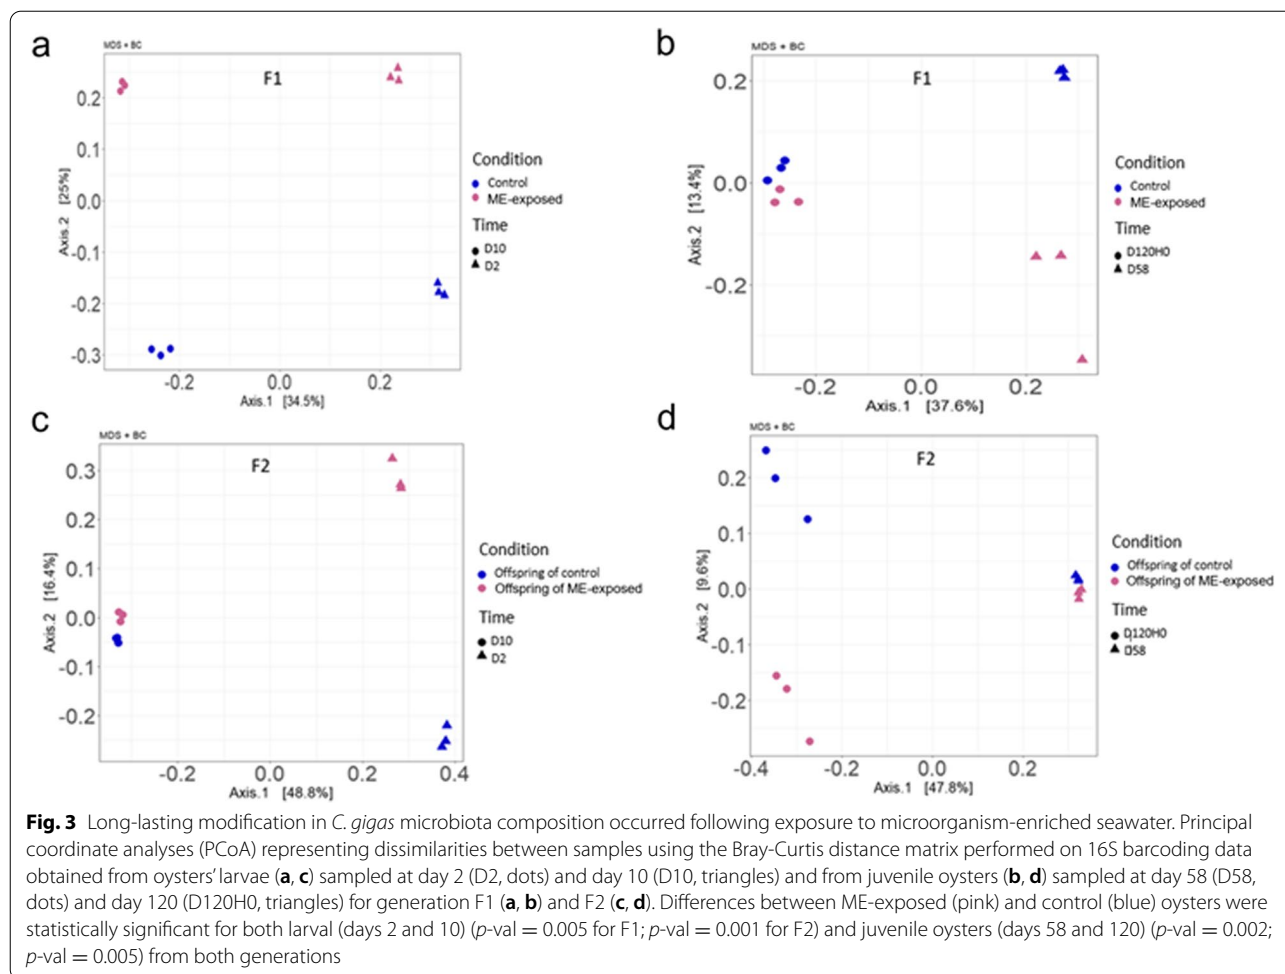 a
MDS + BC
F1
0.2
0.1
0.0
-0.1
-0.2
-0.3
Axis.2 [25%]
-0.2 0.0 0.2
Axis.1 [34.5%]
Condition
Control
ME-exposed
Time
D10
D2
b
MDS + BC
F1
0.2
0.0
-0.2
Axis.2 [13.4%]
-0.2 0.0 0.2
Axis.1 [37.6%]
Condition
Control
ME-exposed
Time
D120H0
D58
c
MDS + BC
F2
0.3
0.2
0.1
0.0
-0.1
-0.2
Axis.2 [16.4%]
-0.2 0.0 0.2 0.4
Axis.1 [48.8%]
Condition
Offspring of control
Offspring of ME-exposed
Time
D10
D2
d
MDS + BC
F2
0.2
0.1
0.0
-0.1
-0.2
Axis.2 [9.6%]
-0.4 -0.2 0.0 0.2
Axis.1 [47.8%]
Condition
Offspring of control
Offspring of ME-exposed
Time
D120H0
D58
Fig. 3 Long-lasting modification in C. gigas microbiota composition occurred following exposure to microorganism-enriched seawater. Principal
coordinate analyses (PCoA) representing dissimilarities between samples using the Bray-Curtis distance matrix performed on 16S barcoding data
obtained from oysters' larvae (a, c) sampled at day 2 (D2, dots) and day 10 (D10, triangles) and from juvenile oysters (b, d) sampled at day 58 (D58,
dots) and day 120 (D120H0, triangles) for generation F1 (a, b) and F2 (c, d). Differences between ME-exposed (pink) and control (blue) oysters were
statistically significant for both larval (days 2 and 10) (p-val = 0.005 for F1; p-val = 0.001 for F2) and juvenile oysters (days 58 and 120) (p-val = 0.002;
p-val = 0.005) from both generations